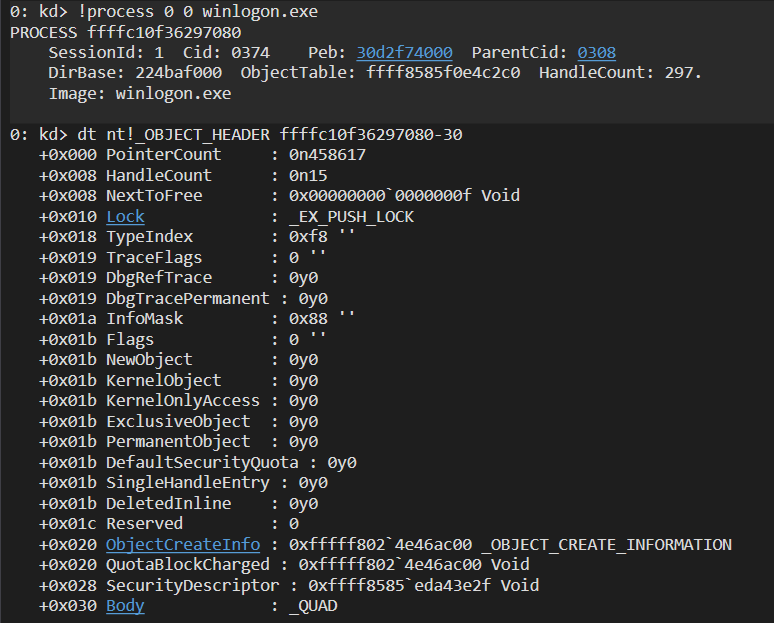 0: kd> !process 0 0 winlogon.exe
PROCESS ffffc10f36297080
    SessionId: 1  Cid: 0374    Peb: 30d2f74000  ParentCid: 0308
    DirBase: 224baf000  ObjectTable: ffff8585f0e4c2c0  HandleCount: 297.
    Image: winlogon.exe
0: kd> dt nt!_OBJECT_HEADER ffffc10f36297080-30
   +0x000 PointerCount     : 0n458617
   +0x008 HandleCount      : 0n15
   +0x008 NextToFree       : 0x00000000`0000000f Void
   +0x010 Lock             : _EX_PUSH_LOCK
   +0x018 TypeIndex        : 0xf8 ''
   +0x019 TraceFlags       : 0 ''
   +0x019 DbgRefTrace      : 0y0
   +0x019 DbgTracePermanent : 0y0
   +0x01a InfoMask         : 0x88 ''
   +0x01b Flags            : 0 ''
   +0x01b NewObject        : 0y0
   +0x01b KernelObject     : 0y0
   +0x01b KernelOnlyAccess : 0y0
   +0x01b ExclusiveObject  : 0y0
   +0x01b PermanentObject  : 0y0
   +0x01b DefaultSecurityQuota : 0y0
   +0x01b SingleHandleEntry : 0y0
   +0x01b DeletedInline    : 0y0
   +0x01c Reserved         : 0
   +0x020 ObjectCreateInfo : 0xfffff802`4e46ac00 _OBJECT_CREATE_INFORMATION
   +0x020 QuotaBlockCharged : 0xfffff802`4e46ac00 Void
   +0x028 SecurityDescriptor : 0xffff8585`eda43e2f Void
   +0x030 Body             : _QUAD